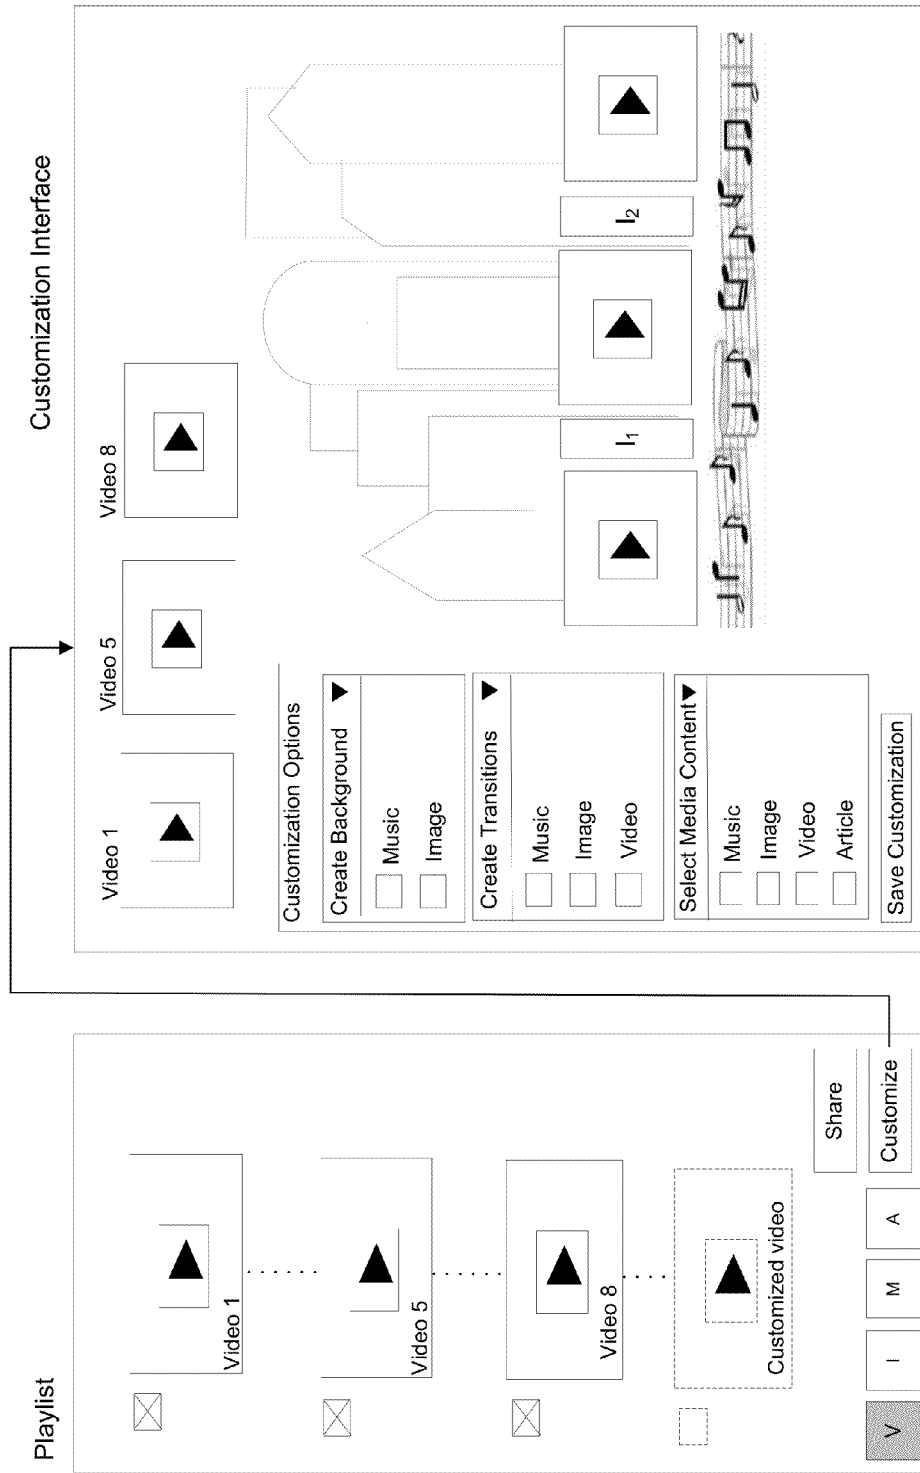 Playlist
Video 1
Video 5
Video 8
Customized video
Share
Customize
V
I
M
A
Customization Interface
Video 1
Video 5
Video 8
Customization Options
Create Background
Music
Image
Create Transitions
Music
Image
Video
Select Media Content
Music
Image
Video
Article
Save Customization
I1
I2